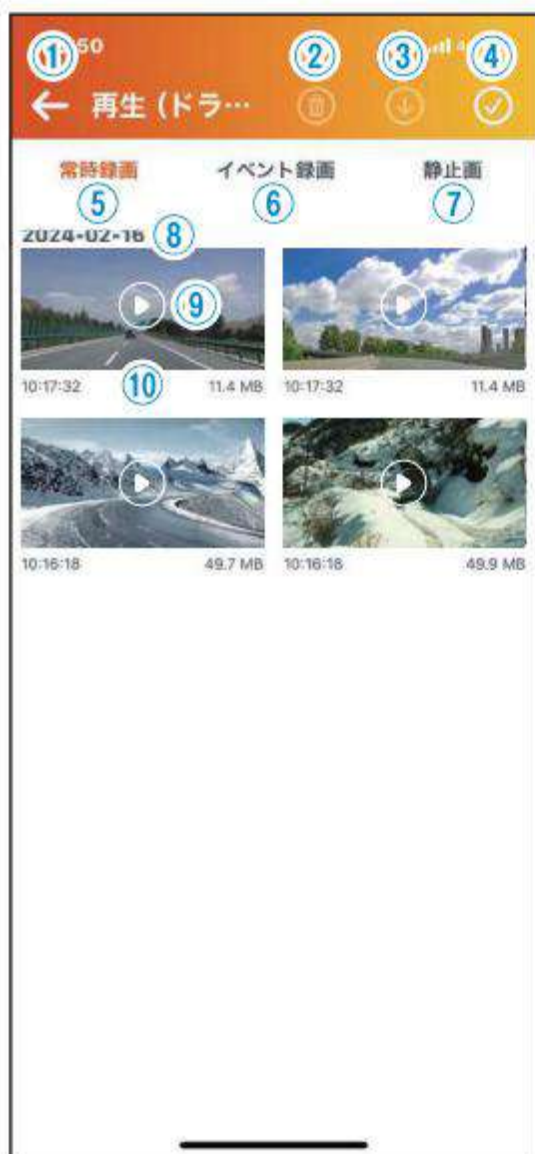 ① 50 ② ③ ④
再生 (ドラ…
常時録画 イベント録画 静止画
⑤ ⑥ ⑦
2024-02-16 ⑧
⑨
10:17:32 ⑩ 11.4 MB 10:17:32 11.4 MB
10:16:18 49.7 MB 10:16:18 49.9 MB